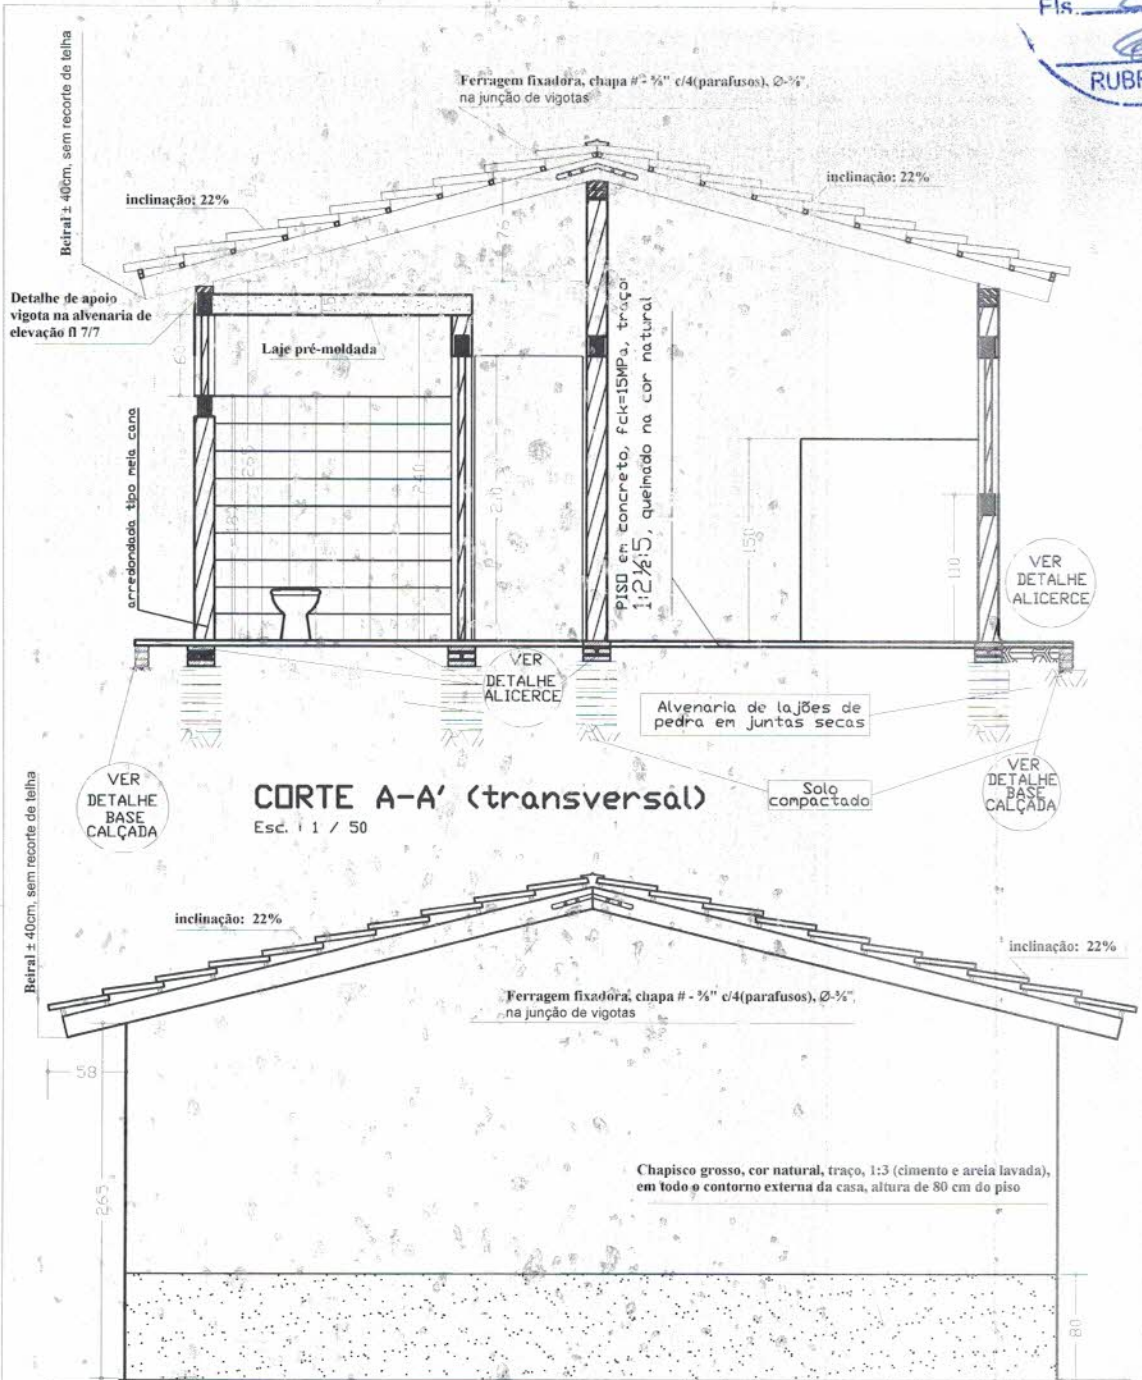 Fls.
RUBR
Beiral ± 40cm, sem recorte de telha
Ferragem fixadora, chapa # - ⅜" c/4(parafusos), Ø-⅜",
na junção de vigotas
inclinação: 22%
inclinação: 22%
Detalhe de apoio
vigota na alvenaria de
elevação fl 7/7
75
15
Laje pré-moldada
60
arredondada tipo meia cana
240
210
PISO em concreto, fck=15MPa, traço
1:2½:5, queimado na cor natural
150
110
VER
DETALHE
ALICERCE
VER
DETALHE
ALICERCE
Alvenaria de lajões de
pedra em juntas secas
VER
DETALHE
BASE
CALÇADA
Solo
compactado
VER
DETALHE
BASE
CALÇADA
CORTE A-A' (transversal)
Esc. : 1 / 50
Beiral ± 40cm, sem recorte de telha
inclinação: 22%
inclinação: 22%
Ferragem fixadora, chapa # - ⅜" c/4(parafusos), Ø-⅜",
na junção de vigotas
58
265
Chapisco grosso, cor natural, traço, 1:3 (cimento e areia lavada),
em todo o contorno externa da casa, altura de 80 cm do piso
80